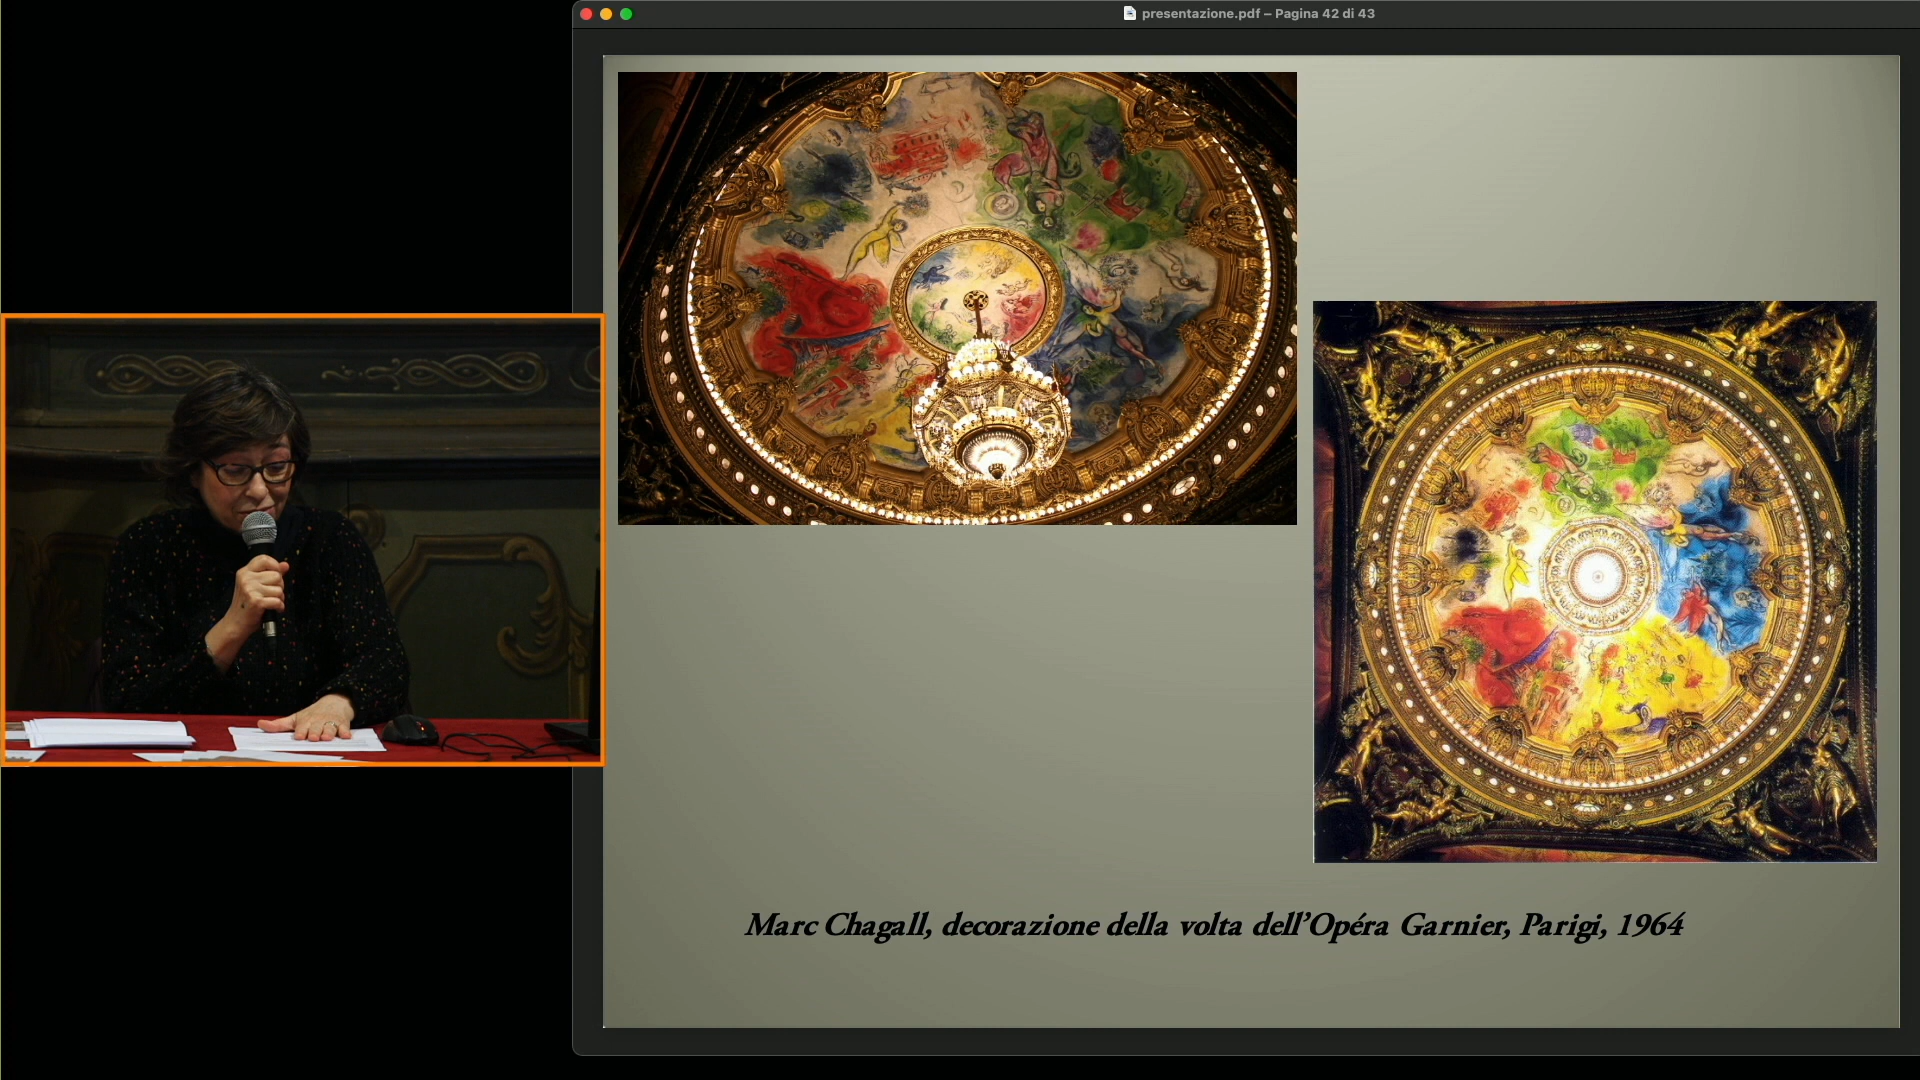 presentazione.pdf – Pagina 42 di 43
Marc Chagall, decorazione della volta dell’Opéra Garnier, Parigi, 1964